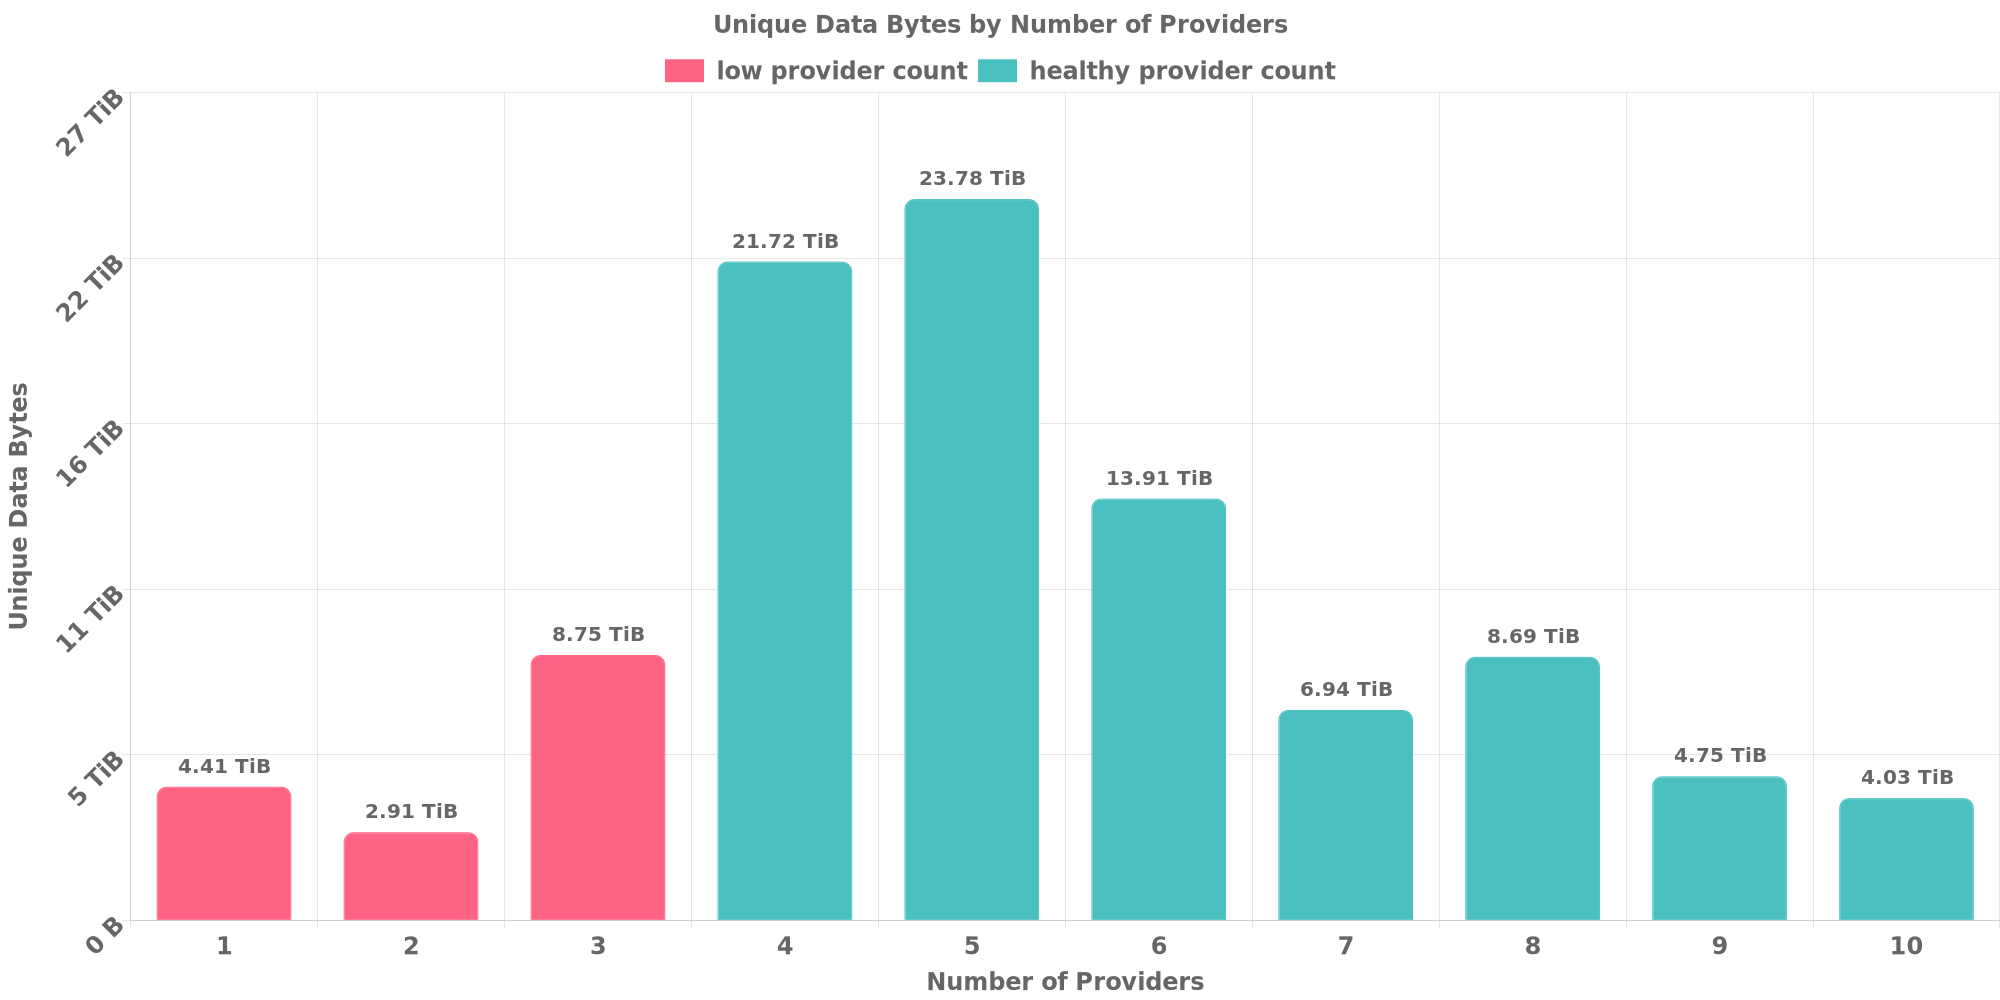 Unique Data Bytes by Number of Providers
low provider count healthy provider count
27 TiB
22 TiB
16 TiB
11 TiB
5 TiB
0 B
Unique Data Bytes
4.41 TiB
2.91 TiB
8.75 TiB
21.72 TiB
23.78 TiB
13.91 TiB
6.94 TiB
8.69 TiB
4.75 TiB
4.03 TiB
1 2 3 4 5 6 7 8 9 10
Number of Providers